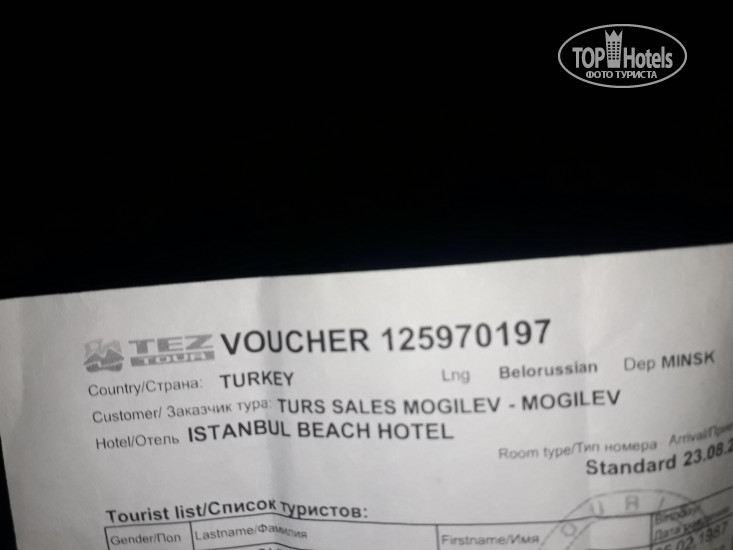 TOP Hotels
ФОТО ТУРИСТА
TEZ TOUR VOUCHER 125970197
Country/Страна: TURKEY Lng Belorussian Dep MINSK
Customer/ Заказчик тура: TURS SALES MOGILEV - MOGILEV
Hotel/Отель ISTANBUL BEACH HOTEL
Room type/Тип номера Arrival/При
Standard 23.08.2
Tourist list/Список туристов:
Gender/Пол Lastname/Фамилия Firstname/Имя